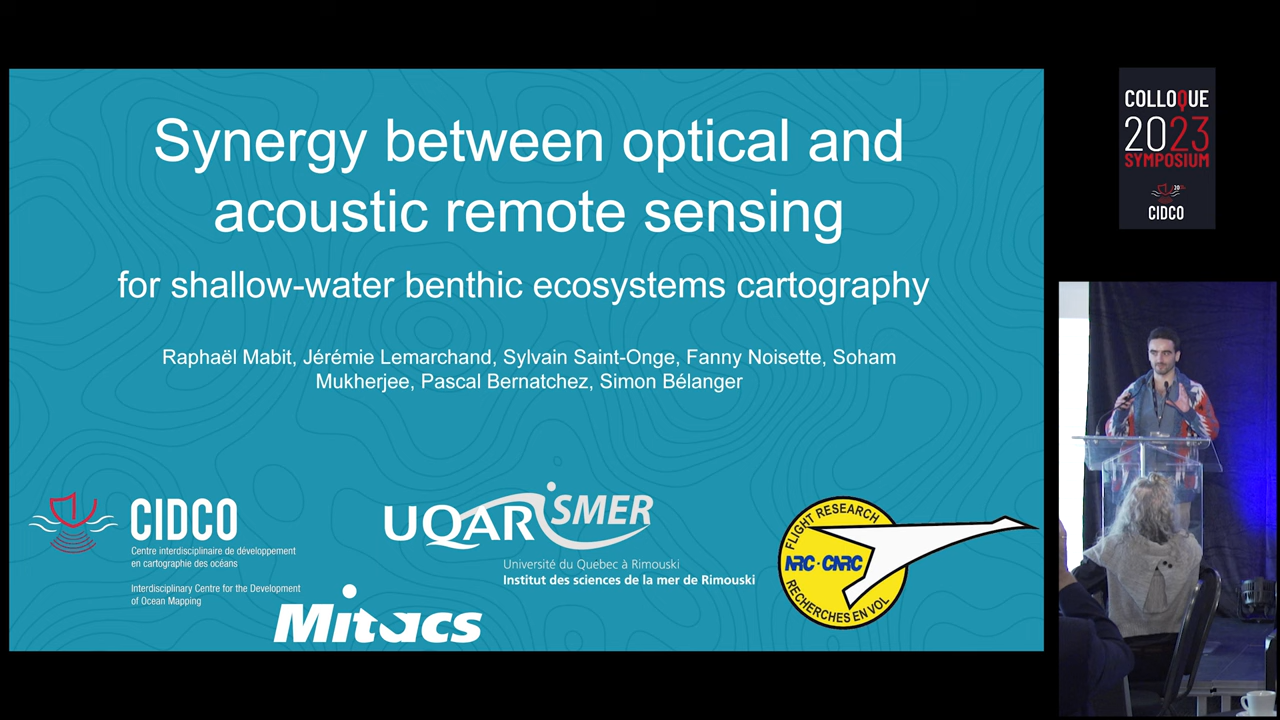 Synergy between optical and
acoustic remote sensing
for shallow-water benthic ecosystems cartography
Raphaël Mabit, Jérémie Lemarchand, Sylvain Saint-Onge, Fanny Noisette, Soham
Mukherjee, Pascal Bernatchez, Simon Bélanger
CIDCO
Centre interdisciplinaire de développement
en cartographie des océans
Interdisciplinary Centre for the Development
of Ocean Mapping
Mitacs
UQAR
iSMER
Université du Quebec à Rimouski
Institut des sciences de la mer de Rimouski
FLIGHT RESEARCH
NRC·CNRC
RECHERCHES EN VOL
COLLOQUE
2023
SYMPOSIUM
CIDCO